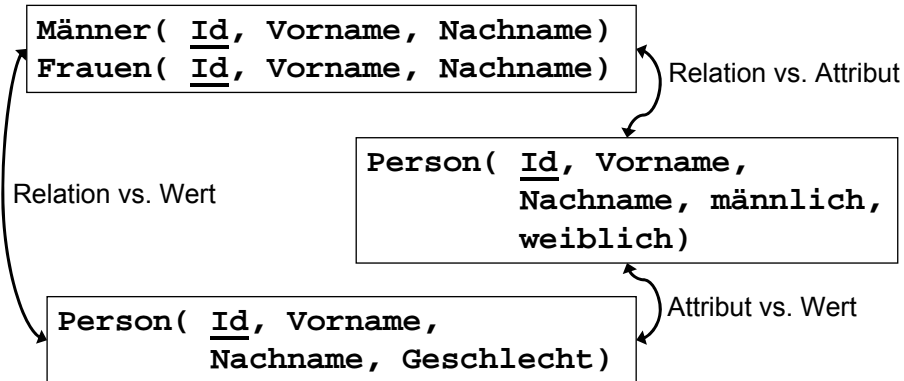 Männer( Id, Vorname, Nachname)
Frauen( Id, Vorname, Nachname)
Relation vs. Attribut
Person( Id, Vorname,
Nachname, männlich,
weiblich)
Relation vs. Wert
Attribut vs. Wert
Person( Id, Vorname,
Nachname, Geschlecht)